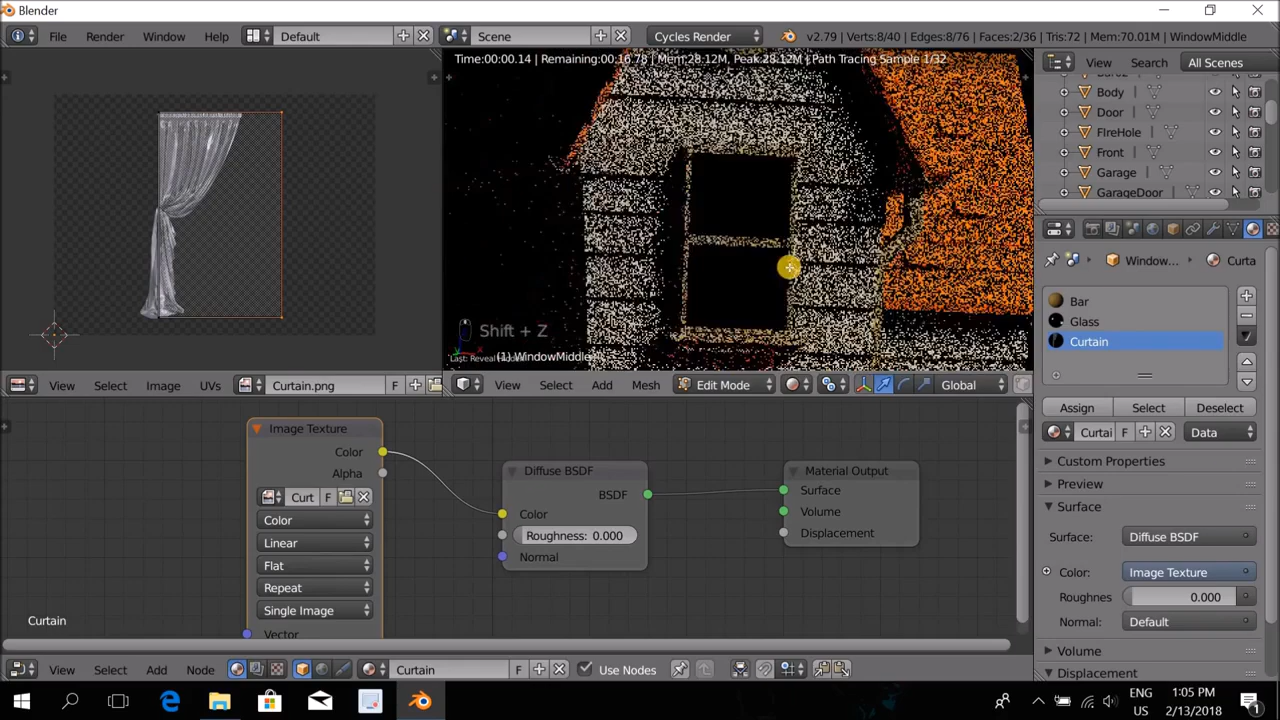 Blender
File Render Window Help Default Scene Cycles Render v2.79 | Verts:8/40 | Edges:8/76 | Faces:2/36 | Tris:72 | Mem:70.01M | WindowMiddle
Time:00:00.14 | Remaining:00:16.78 | Mem:28.12M, Peak:28.12M | Path Tracing Sample 1/32
View Search All Scenes
Body
Door
FIreHole
Front
Garage
GarageDoor
Window... Curta
Bar
Glass
Curtain
Shift + Z
(1) WindowMiddle
View Select Image UVs Curtain.png F
View Select Add Mesh Edit Mode Global
Assign Select Deselect
Curtai F Data
Custom Properties
Preview
Surface
Surface: Diffuse BSDF
Color: Image Texture
Roughnes 0.000
Normal: Default
Volume
Displacement
Image Texture
Color
Alpha
Curt F
Color
Linear
Flat
Repeat
Single Image
Vector
Diffuse BSDF
BSDF
Color
Roughness: 0.000
Normal
Material Output
Surface
Volume
Displacement
Curtain
View Select Add Node Curtain F Use Nodes
ENG
US
1:05 PM
2/13/2018